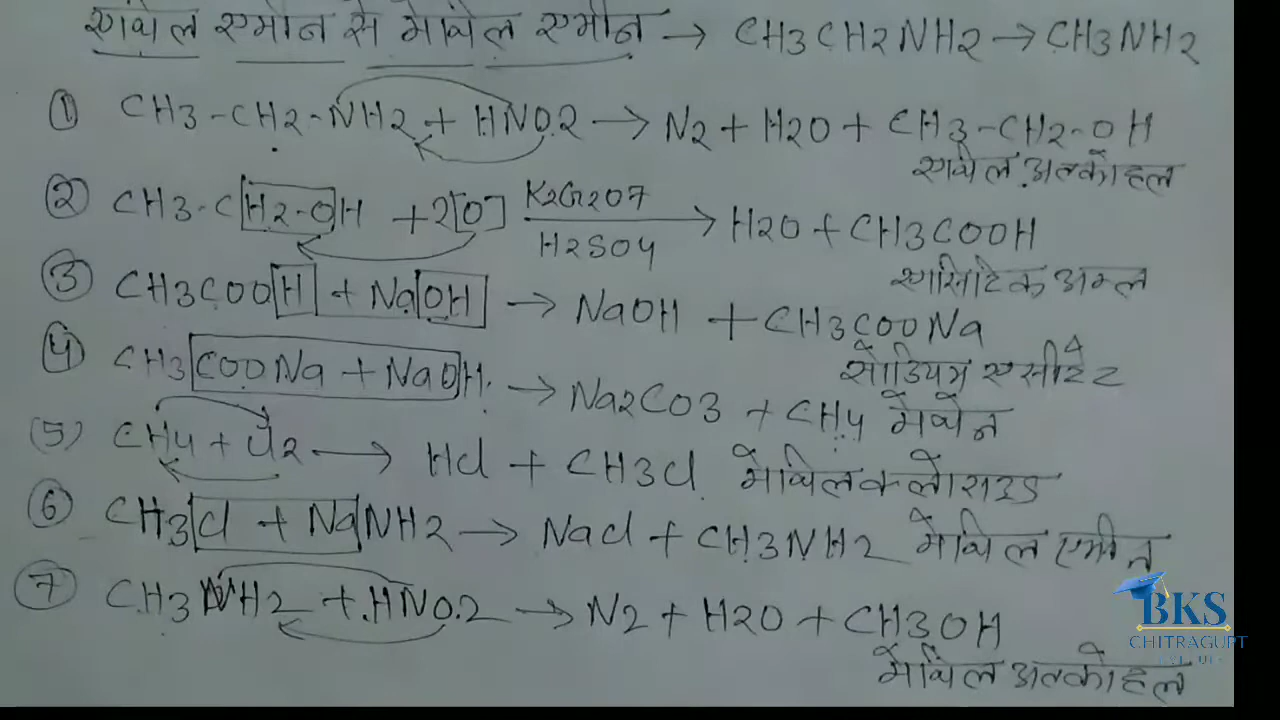 एथिल एमीन से मेथिल एमीन → CH3CH2NH2 → CH3NH2
① CH3-CH2-NH2 + HNO2 → N2 + H2O + CH3-CH2-OH
एथिल अल्कोहल
② CH3-CH2-OH + 2[O] K2Cr2O7 / H2SO4 → H2O + CH3COOH
एसिटिक अम्ल
③ CH3COOH + NaOH → NaOH + CH3COONa
सोडियम एसीटेट
④ CH3COONa + NaOH → Na2CO3 + CH4 मेथेन
(5) CH4 + Cl2 → HCl + CH3Cl मेथिल क्लोराइड
⑥ CH3Cl + NaNH2 → NaCl + CH3NH2 मेथिल एमीन
⑦ CH3NH2 + HNO2 → N2 + H2O + CH3OH
मेथिल अल्कोहल
BKS
CHITRAGUPT